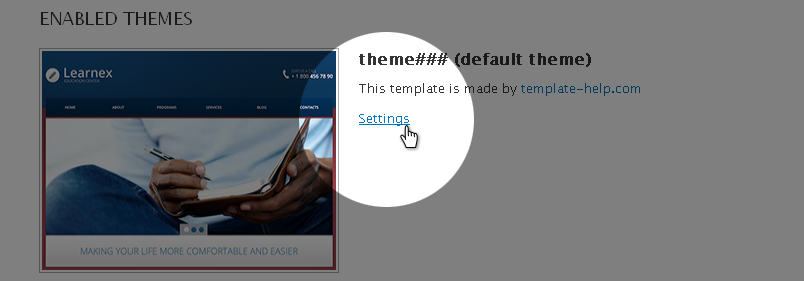 ENABLED THEMES
Learnex
EDUCATION CENTER
+ 1 800 456 78 90
HOME ABOUT PROGRAMS SERVICES BLOG CONTACTS
MAKING YOUR LIFE MORE COMFORTABLE AND EASIER
theme### (default theme)
This template is made by template-help.com
Settings